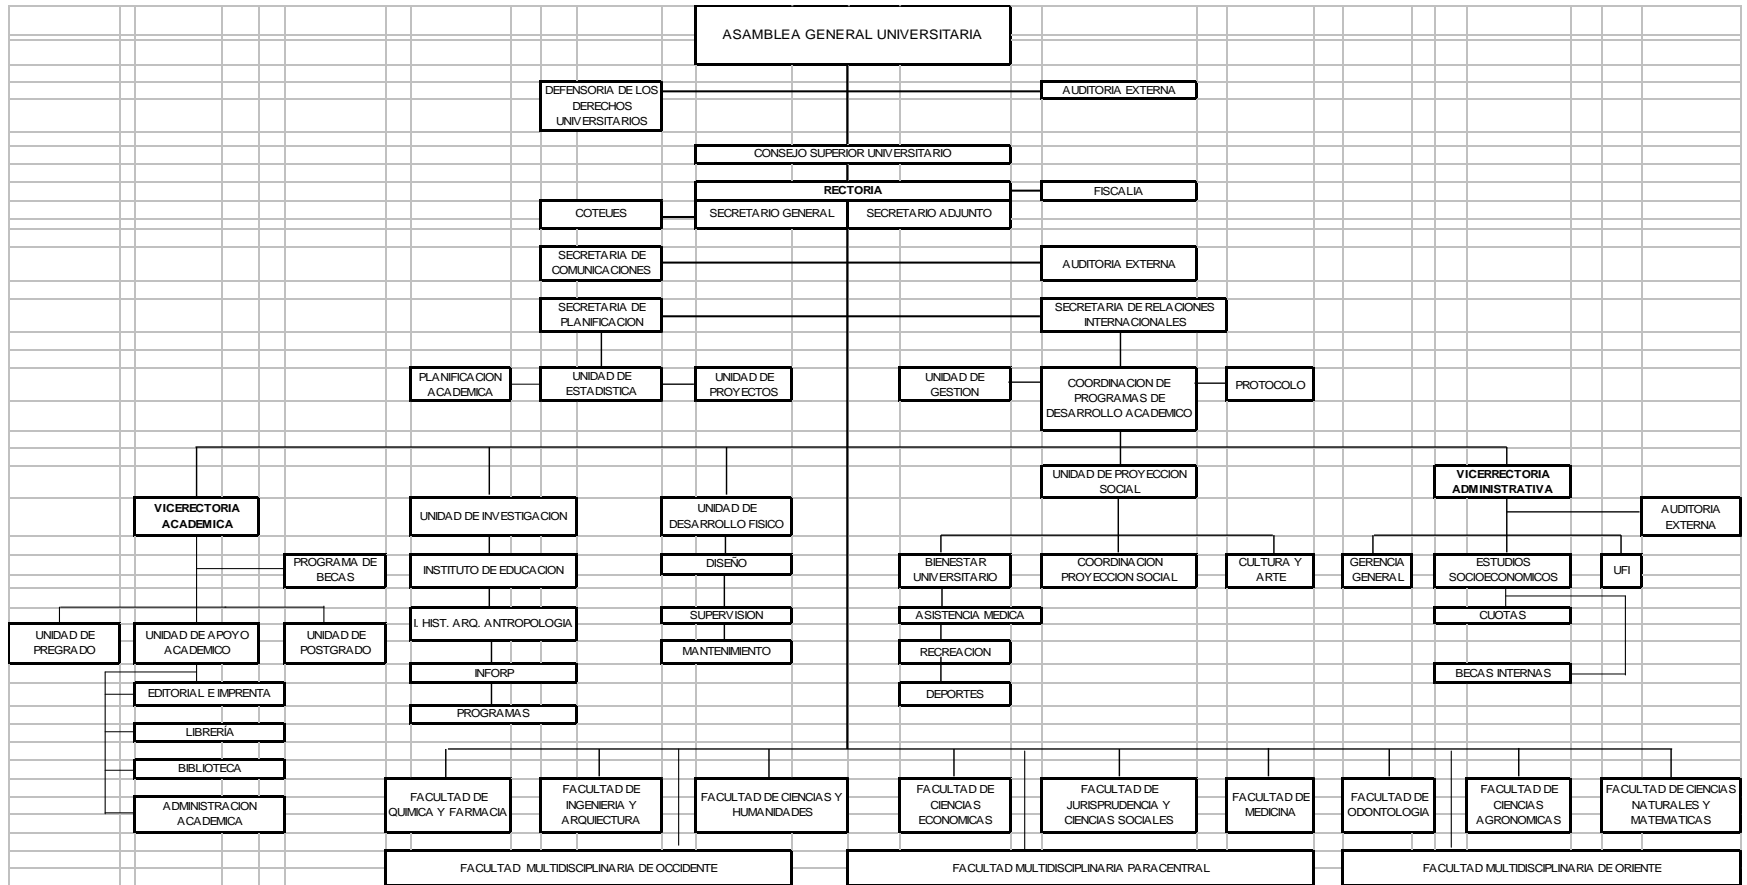 ASAMBLEA GENERAL UNIVERSITARIA
DEFENSORIA DE LOS
DERECHOS
UNIVERSITARIOS
AUDITORIA EXTERNA
CONSEJO SUPERIOR UNIVERSITARIO
RECTORIA
FISCALIA
COTEUES
SECRETARIO GENERAL
SECRETARIO ADJUNTO
SECRETARIA DE
COMUNICACIONES
AUDITORIA EXTERNA
SECRETARIA DE
PLANIFICACION
SECRETARIA DE RELACIONES
INTERNACIONALES
PLANIFICACION
ACADEMICA
UNIDAD DE
ESTADISTICA
UNIDAD DE
PROYECTOS
UNIDAD DE
GESTION
COORDINACION DE
PROGRAMAS DE
DESARROLLO ACADEMICO
PROTOCOLO
UNIDAD DE PROYECCION
SOCIAL
VICERRECTORIA
ADMINISTRATIVA
VICERECTORIA
ACADEMICA
UNIDAD DE INVESTIGACION
UNIDAD DE
DESARROLLO FISICO
AUDITORIA
EXTERNA
PROGRAMA DE
BECAS
INSTITUTO DE EDUCACION
DISEÑO
BIENESTAR
UNIVERSITARIO
COORDINACION
PROYECCION SOCIAL
CULTURA Y
ARTE
GERENCIA
GENERAL
ESTUDIOS
SOCIOECONOMICOS
UFI
UNIDAD DE
PREGRADO
UNIDAD DE APOYO
ACADEMICO
UNIDAD DE
POSTGRADO
I. HIST. ARQ. ANTROPOLOGIA
SUPERVISION
ASISTENCIA MEDICA
CUOTAS
MANTENIMIENTO
RECREACION
INFORP
BECAS INTERNAS
EDITORIAL E IMPRENTA
DEPORTES
PROGRAMAS
LIBRERÍA
BIBLIOTECA
ADMINISTRACION
ACADEMICA
FACULTAD DE
QUIMICA Y FARMACIA
FACULTAD DE
INGENIERIA Y
ARQUIECTURA
FACULTAD DE CIENCIAS Y
HUMANIDADES
FACULTAD DE
CIENCIAS
ECONOMICAS
FACULTAD DE
JURISPRUDENCIA Y
CIENCIAS SOCIALES
FACULTAD DE
MEDICINA
FACULTAD DE
ODONTOLOGIA
FACULTAD DE
CIENCIAS
AGRONOMICAS
FACULTAD DE CIENCIAS
NATURALES Y
MATEMATICAS
FACULTAD MULTIDISCIPLINARIA DE OCCIDENTE
FACULTAD MULTIDISCIPLINARIA PARACENTRAL
FACULTAD MULTIDISCIPLINARIA DE ORIENTE